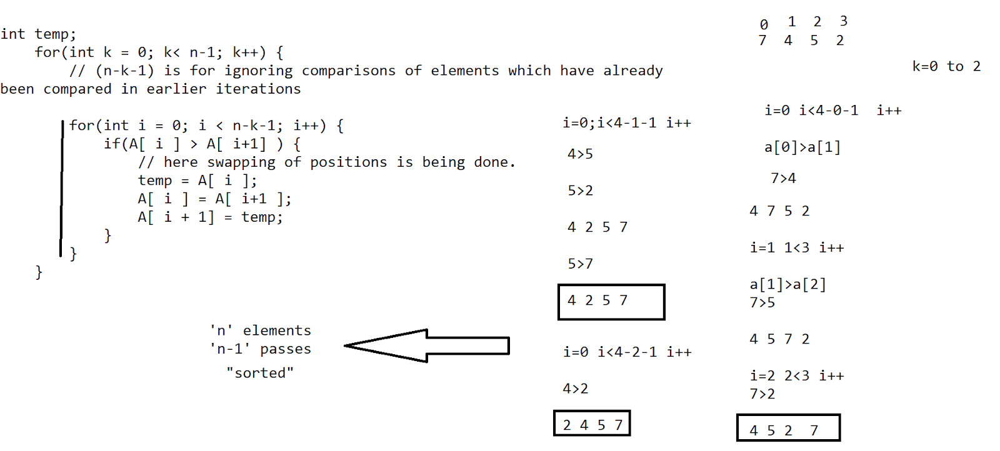 int temp;
for(int k = 0; k< n-1; k++) {
// (n-k-1) is for ignoring comparisons of elements which have already
been compared in earlier iterations
for(int i = 0; i < n-k-1; i++) {
if(A[ i ] > A[ i+1] ) {
// here swapping of positions is being done.
temp = A[ i ];
A[ i ] = A[ i+1 ];
A[ i + 1] = temp;
}
}
}
'n' elements
'n-1' passes
"sorted"
i=0;i<4-1-1 i++
4>5
5>2
4 2 5 7
5>7
4 2 5 7
i=0 i<4-2-1 i++
4>2
2 4 5 7
0 1 2 3
7 4 5 2
k=0 to 2
i=0 i<4-0-1 i++
a[0]>a[1]
7>4
4 7 5 2
i=1 1<3 i++
a[1]>a[2]
7>5
4 5 7 2
i=2 2<3 i++
7>2
4 5 2 7